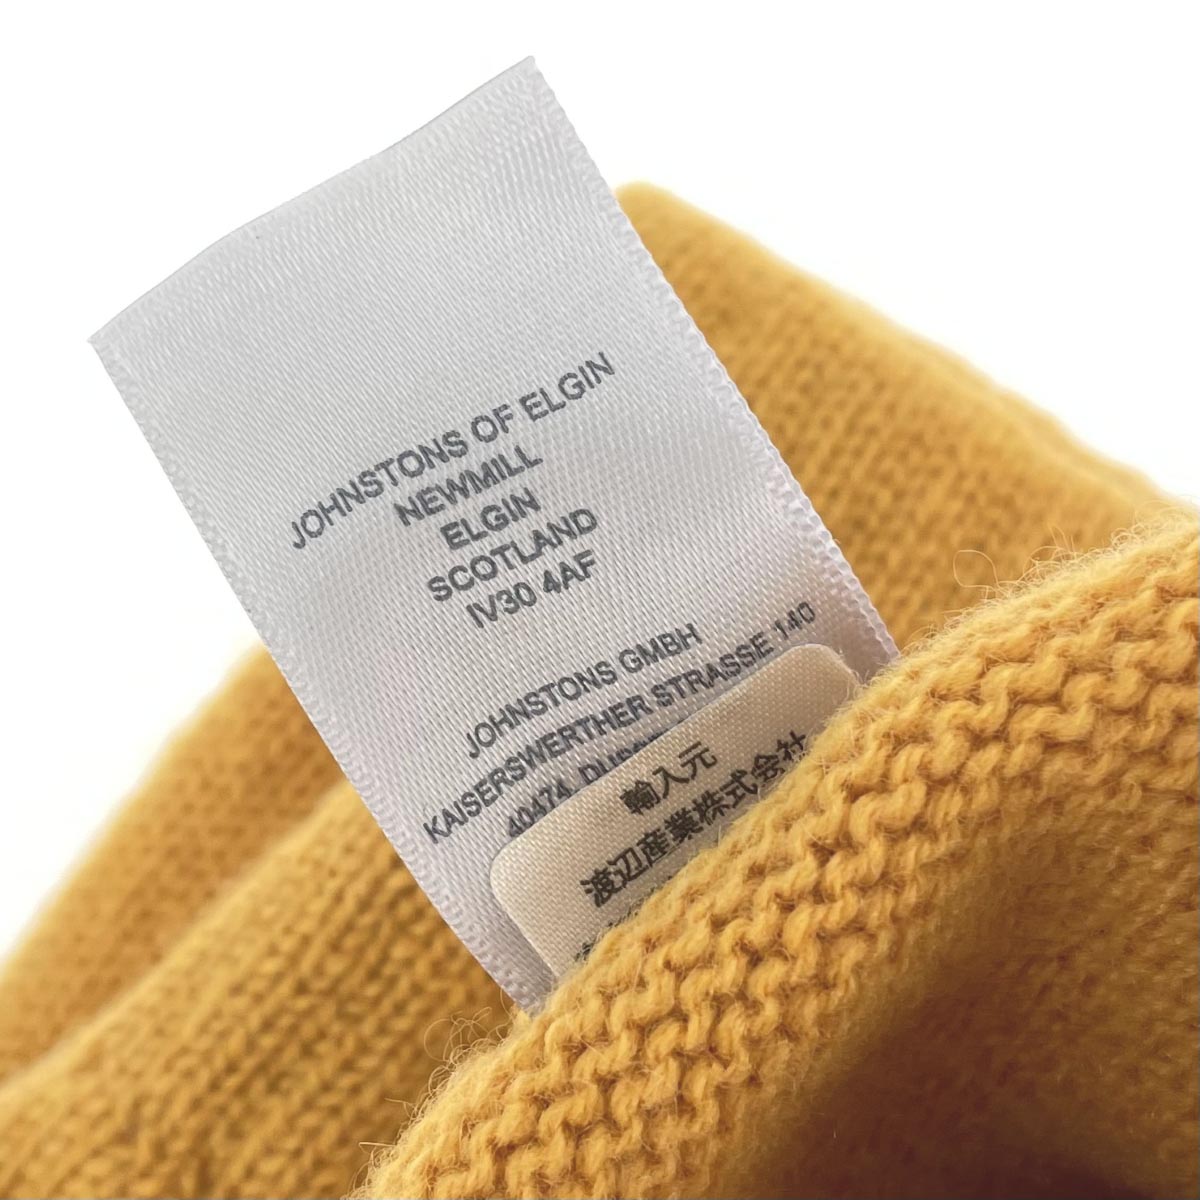 JOHNSTONS OF ELGIN
NEWMILL
ELGIN
SCOTLAND
IV30 4AF
JOHNSTONS GMBH
KAISERSWERTHER STRASSE 140
40474
輸入元
渡辺産業株式会社